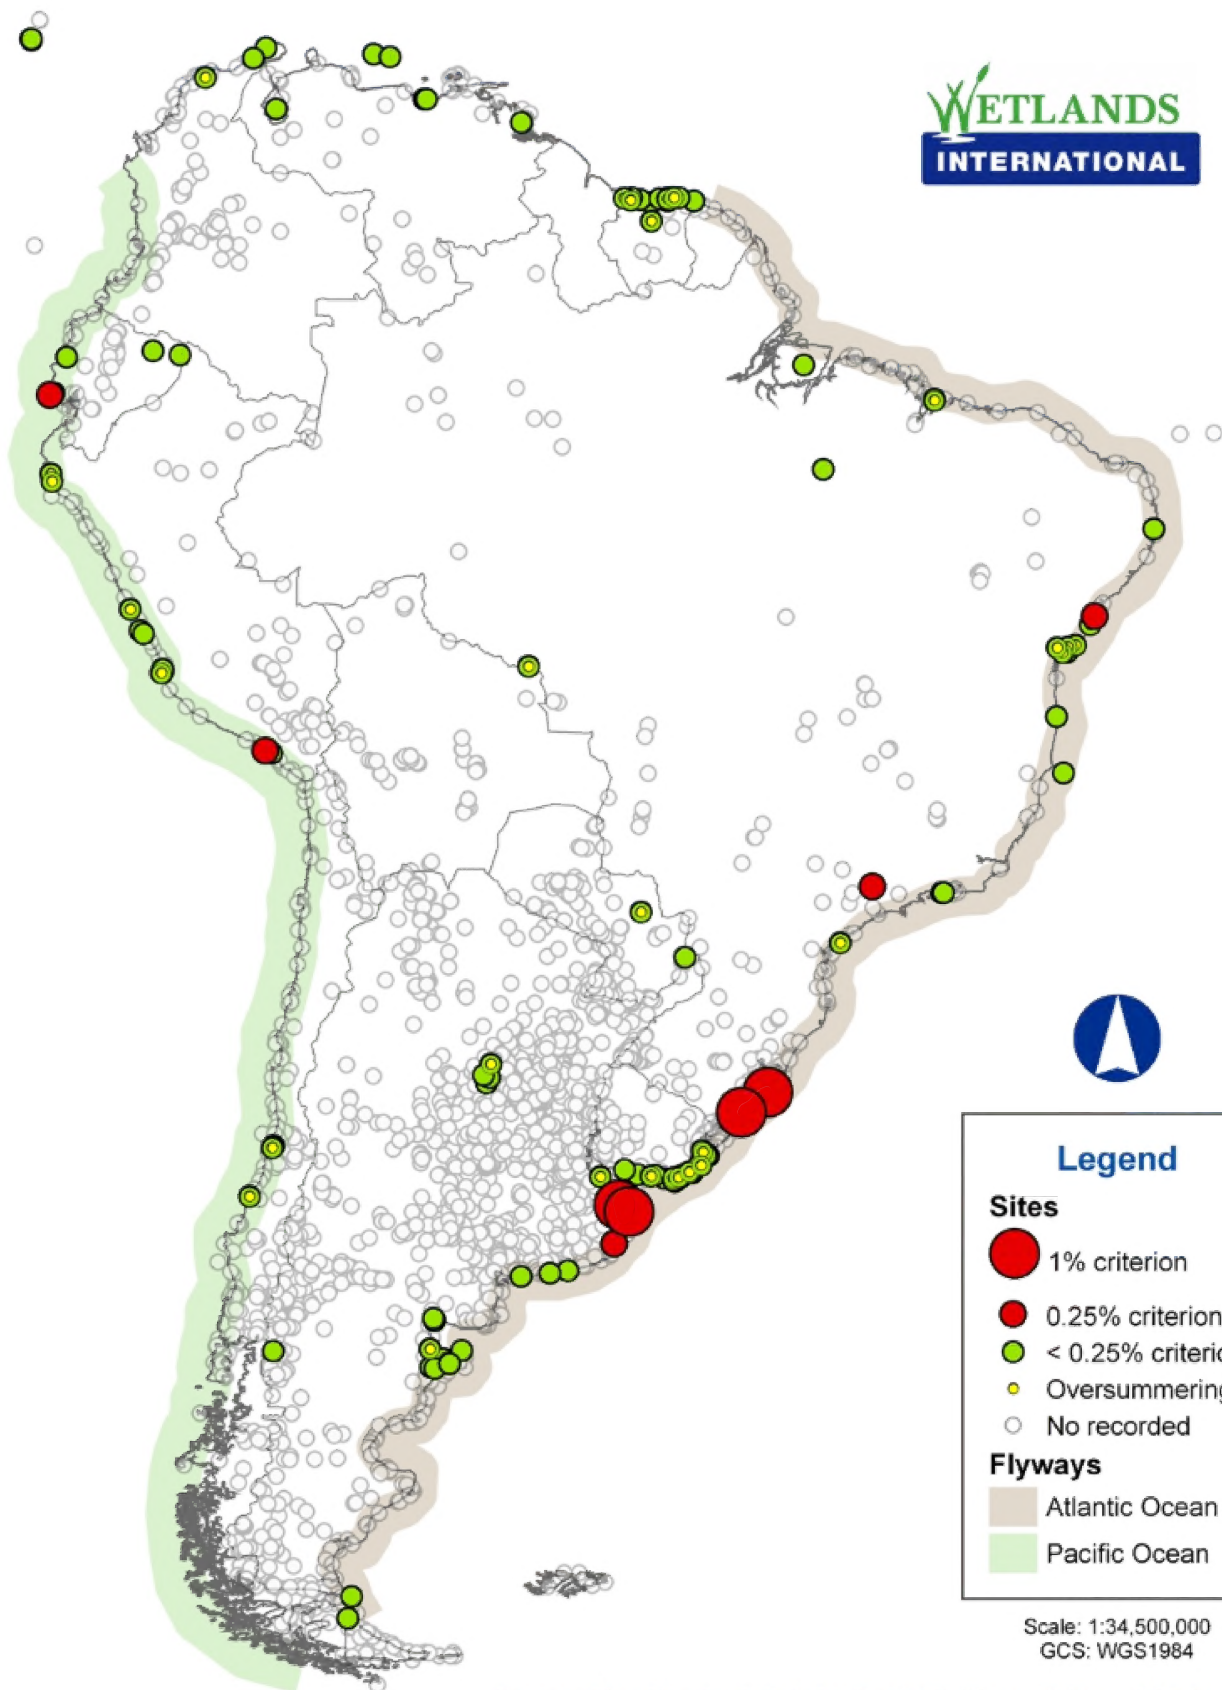 WETLANDS
INTERNATIONAL
Legend
Sites
1% criterion
0.25% criterion
< 0.25% criterio
Oversummering
No recorded
Flyways
Atlantic Ocean
Pacific Ocean
Scale: 1:34,500,000
GCS: WGS1984